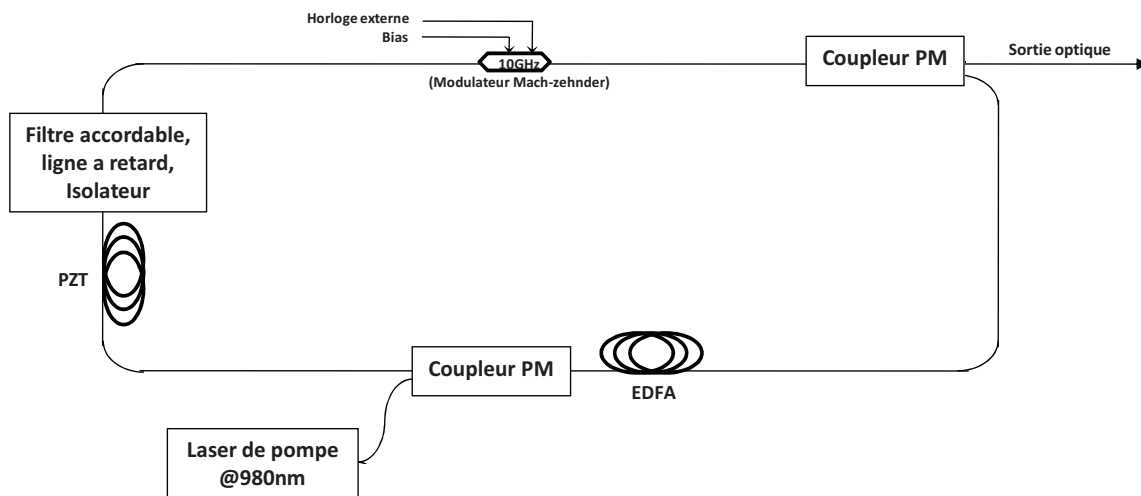 Horloge externe
Bias
10GHz
(Modulateur Mach-zehnder)
Coupleur PM
Sortie optique
Filtre accordable,
ligne a retard,
Isolateur
PZT
Coupleur PM
EDFA
Laser de pompe
@980nm